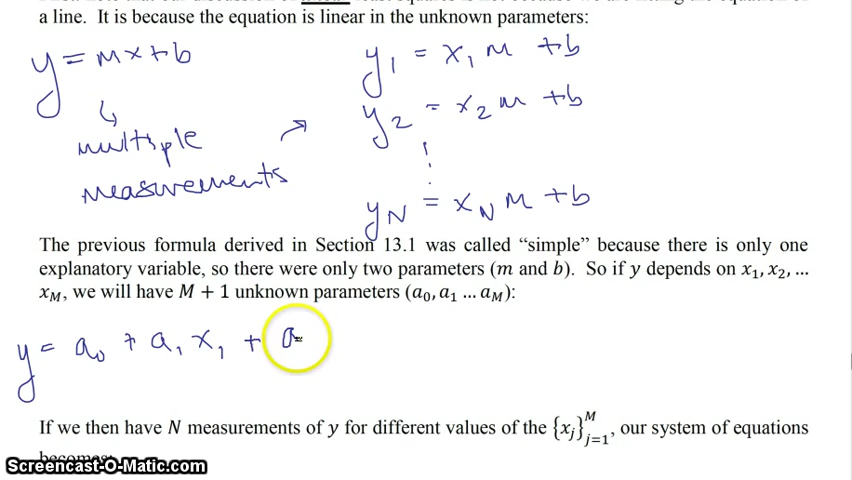 a line. It is because the equation is linear in the unknown parameters:
y = mx + b
↳
multiple
measurements
→
y1 = x1 m + b
y2 = x2 m + b
⋮
yN = xN m + b
The previous formula derived in Section 13.1 was called “simple” because there is only one
explanatory variable, so there were only two parameters (m and b). So if y depends on x1, x2, ...
xM, we will have M + 1 unknown parameters (a0, a1 ... aM):
y = a0 + a1 x1 + a
If we then have N measurements of y for different values of the {xj}^M_{j=1}, our system of equations
becomes:
Screencast-O-Matic.com